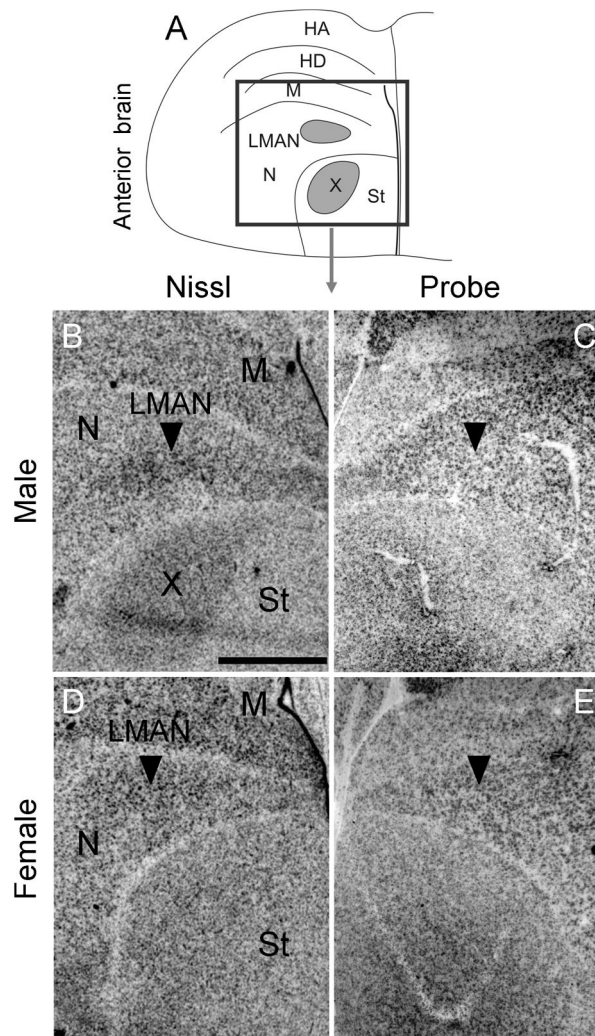 A
HA
HD
M
LMAN
N
X
St
Anterior brain
Nissl
Probe
Male
B
M
LMAN
N
X
St
C
Female
D
M
LMAN
N
St
E